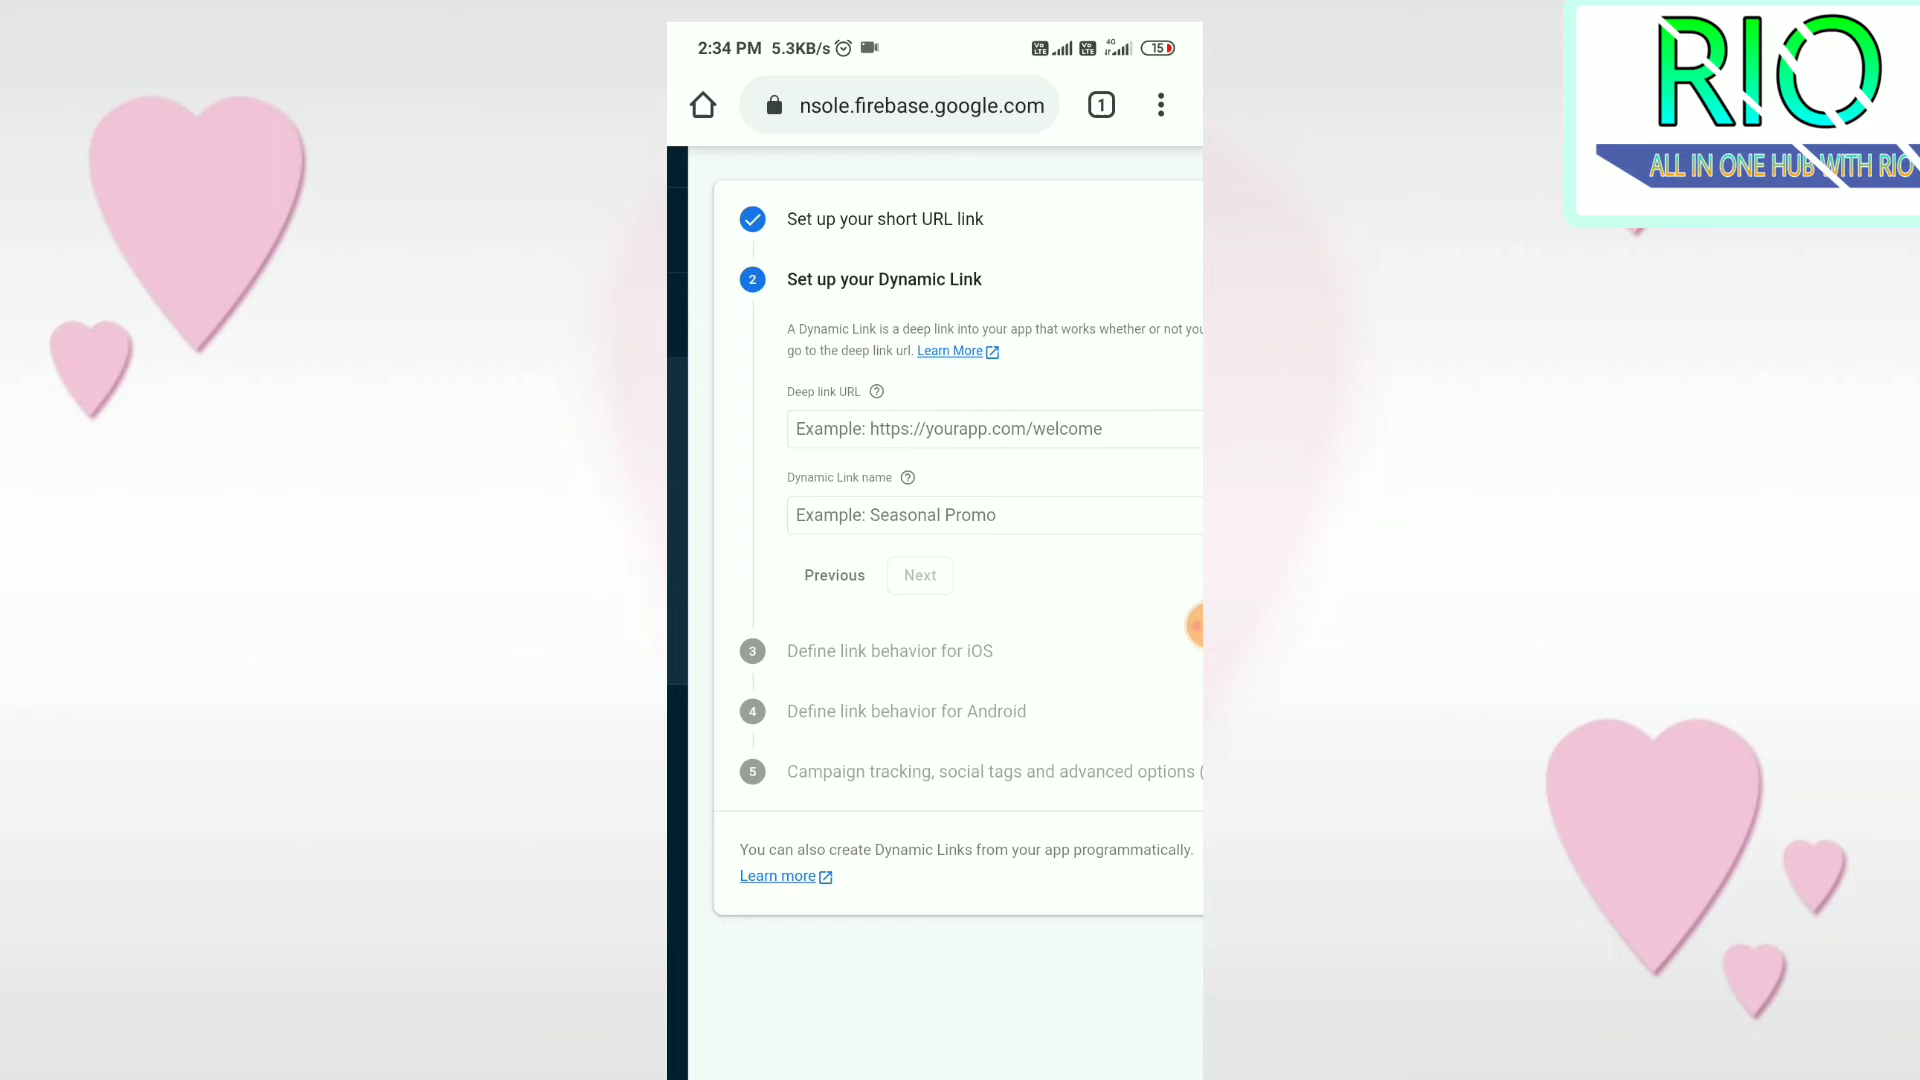 2:34 PM 5.3KB/s
Vo LTE
Vo LTE
4G
15
nsole.firebase.google.com
1
RIO
ALL IN ONE HUB WITH RIO
Set up your short URL link
2
Set up your Dynamic Link
A Dynamic Link is a deep link into your app that works whether or not you
go to the deep link url. Learn More
Deep link URL
Example: https://yourapp.com/welcome
Dynamic Link name
Example: Seasonal Promo
Previous
Next
3
Define link behavior for iOS
4
Define link behavior for Android
5
Campaign tracking, social tags and advanced options (
You can also create Dynamic Links from your app programmatically.
Learn more